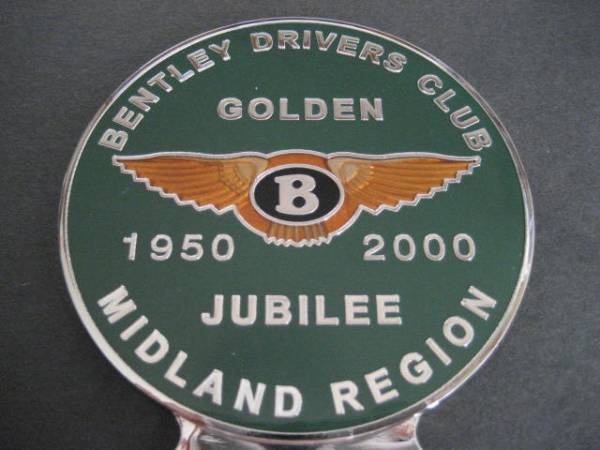 BENTLEY DRIVERS CLUB
GOLDEN
B
1950 2000
JUBILEE
MIDLAND REGION